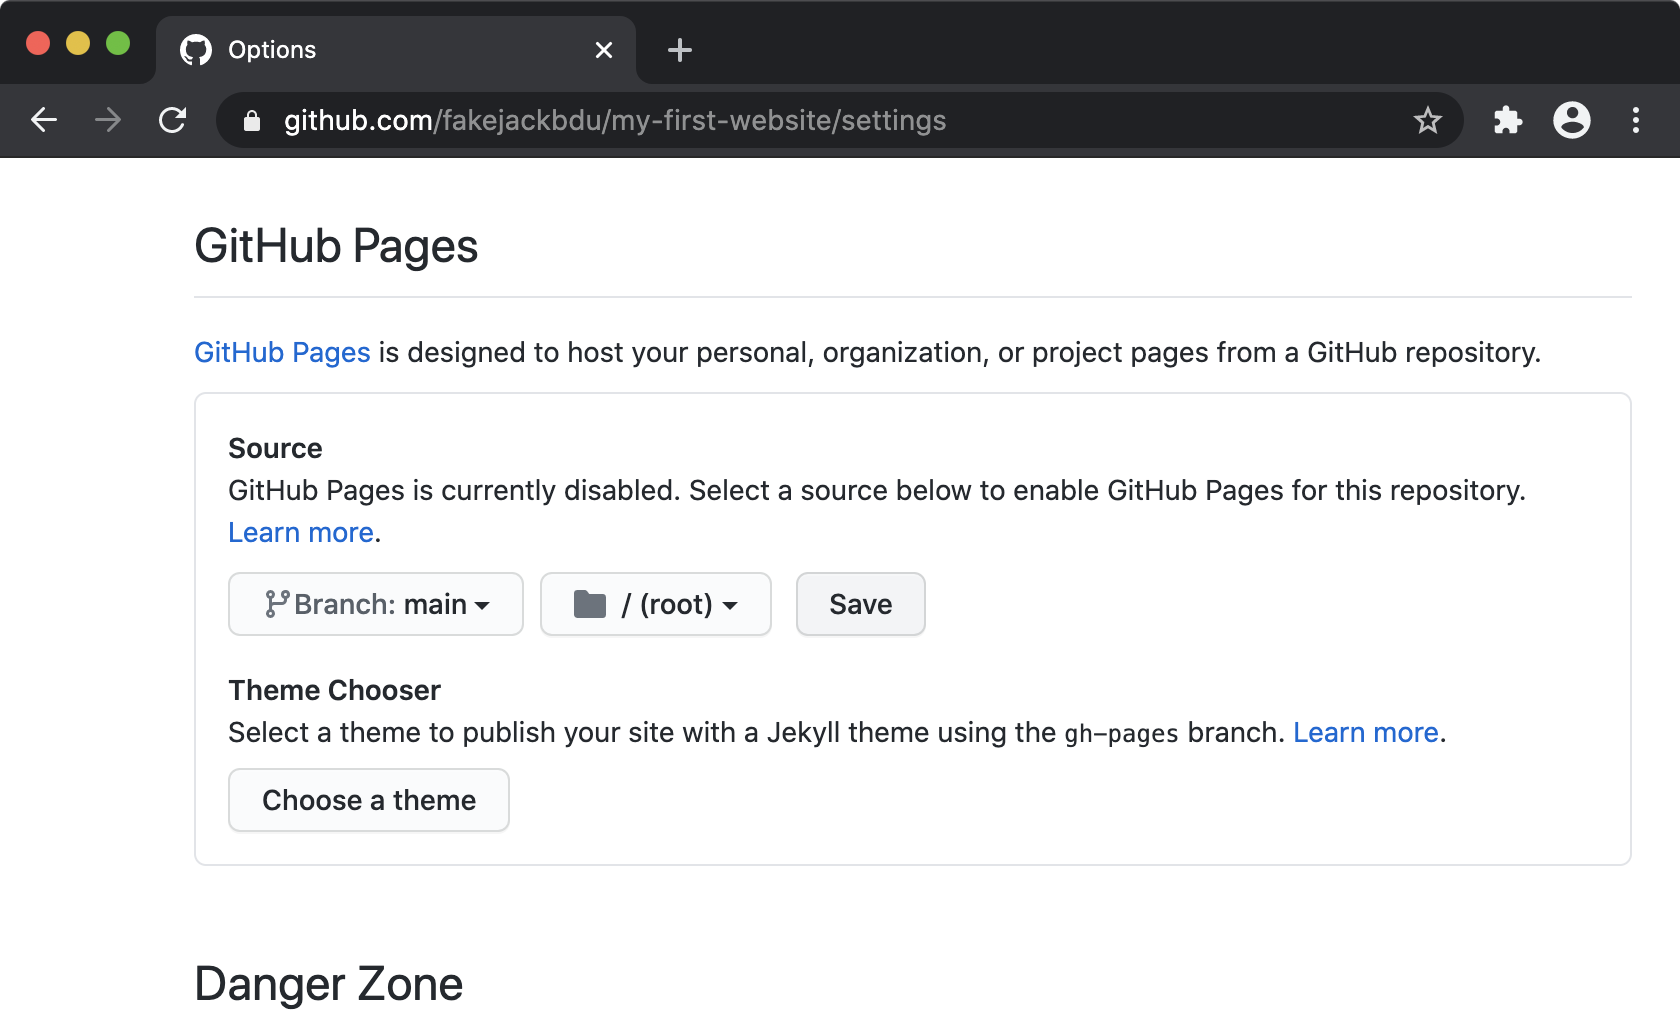 Options
github.com/fakejackbdu/my-first-website/settings
GitHub Pages
GitHub Pages is designed to host your personal, organization, or project pages from a GitHub repository.
Source
GitHub Pages is currently disabled. Select a source below to enable GitHub Pages for this repository.
Learn more.
Branch: main / (root) Save
Theme Chooser
Select a theme to publish your site with a Jekyll theme using the gh-pages branch. Learn more.
Choose a theme
Danger Zone